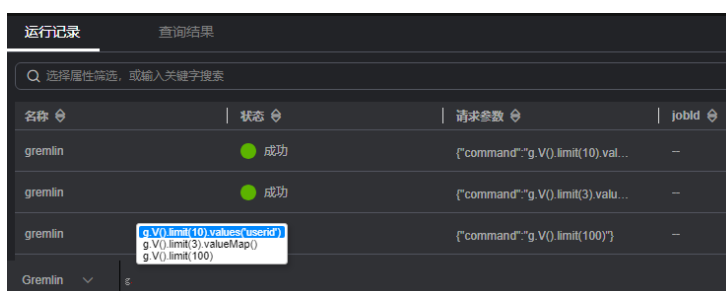 运行记录 查询结果
选择属性筛选，或输入关键字搜索
名称 状态 请求参数 jobId
gremlin 成功 {"command":"g.V().limit(10).val... --
gremlin 成功 {"command":"g.V().limit(3).valu... --
gremlin {"command":"g.V().limit(100)"} --
g.V().limit(10).values('userid')
g.V().limit(3).valueMap()
g.V().limit(100)
Gremlin g